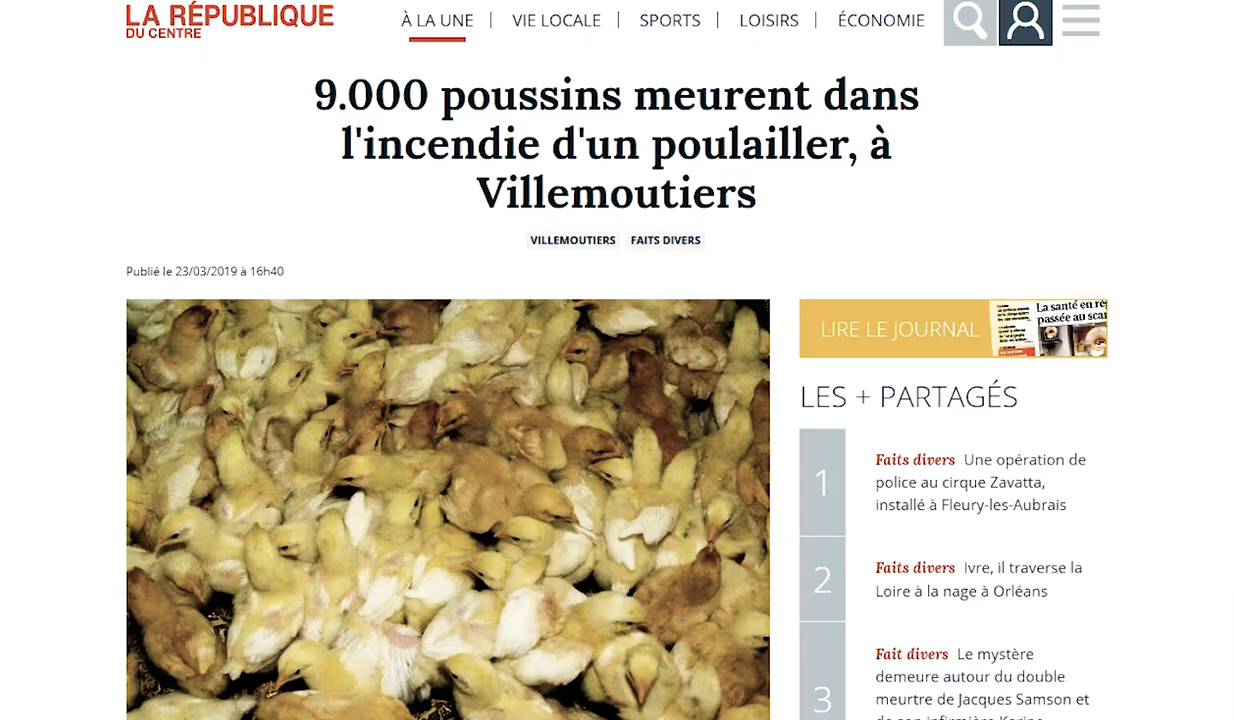 LA RÉPUBLIQUE
DU CENTRE
À LA UNE | VIE LOCALE | SPORTS | LOISIRS | ÉCONOMIE
9.000 poussins meurent dans
l'incendie d'un poulailler, à
Villemoutiers
VILLEMOUTIERS FAITS DIVERS
Publié le 23/03/2019 à 16h40
LIRE LE JOURNAL
La santé en re
passée au sca
LES + PARTAGÉS
1
Faits divers Une opération de
police au cirque Zavatta,
installé à Fleury-les-Aubrais
2
Faits divers Ivre, il traverse la
Loire à la nage à Orléans
3
Fait divers Le mystère
demeure autour du double
meurtre de Jacques Samson et
de son infirmière Karine